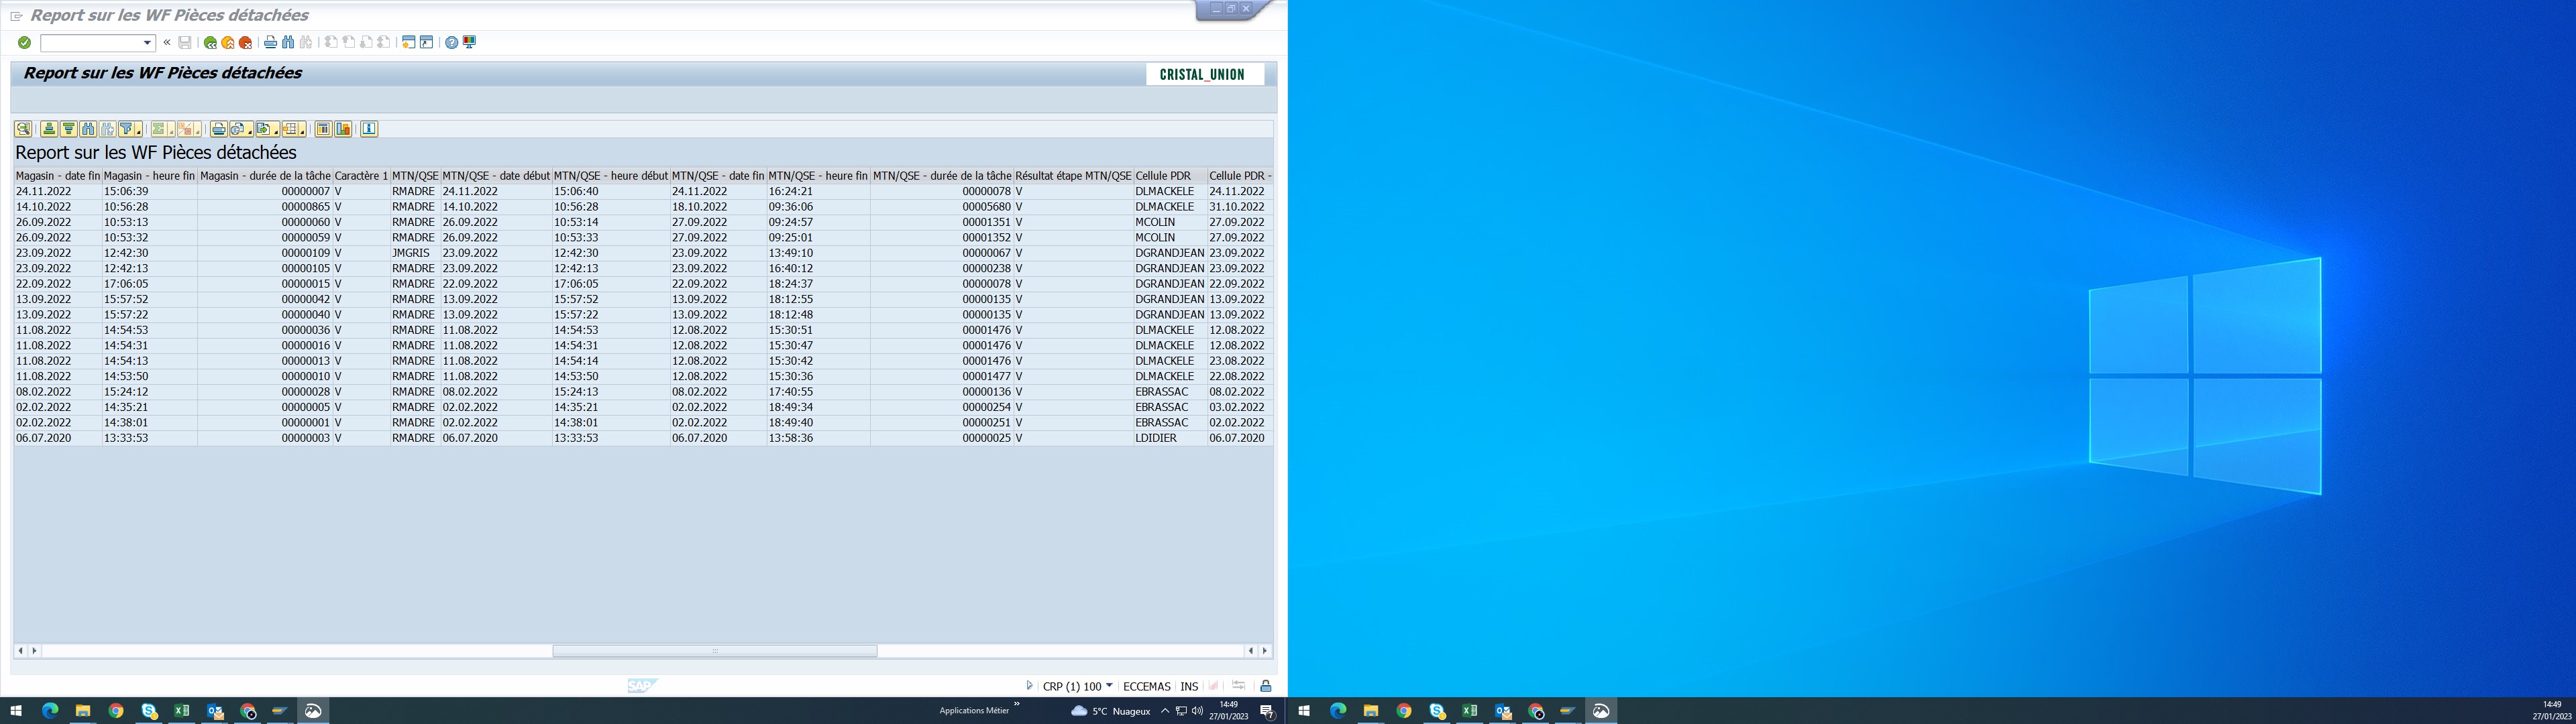 Report sur les WF Pièces détachées
Report sur les WF Pièces détachées
CRISTAL_UNION
Report sur les WF Pièces détachées
Magasin - date fin Magasin - heure fin Magasin - durée de la tâche Caractère 1 MTN/QSE MTN/QSE - date début MTN/QSE - heure début MTN/QSE - date fin MTN/QSE - heure fin MTN/QSE - durée de la tâche Résultat étape MTN/QSE Cellule PDR Cellule PDR -
24.11.2022 15:06:39 00000007 V RMADRE 24.11.2022 15:06:40 24.11.2022 16:24:21 00000078 V DLMACKELE 24.11.2022
14.10.2022 10:56:28 00000865 V RMADRE 14.10.2022 10:56:28 18.10.2022 09:36:06 00005680 V DLMACKELE 31.10.2022
26.09.2022 10:53:13 00000060 V RMADRE 26.09.2022 10:53:14 27.09.2022 09:24:57 00001351 V MCOLIN 27.09.2022
26.09.2022 10:53:32 00000059 V RMADRE 26.09.2022 10:53:33 27.09.2022 09:25:01 00001352 V MCOLIN 27.09.2022
23.09.2022 12:42:30 00000109 V JMGRIS 23.09.2022 12:42:30 23.09.2022 13:49:10 00000067 V DGRANDJEAN 23.09.2022
23.09.2022 12:42:13 00000105 V RMADRE 23.09.2022 12:42:13 23.09.2022 16:40:12 00000238 V DGRANDJEAN 23.09.2022
22.09.2022 17:06:05 00000015 V RMADRE 22.09.2022 17:06:05 22.09.2022 18:24:37 00000078 V DGRANDJEAN 22.09.2022
13.09.2022 15:57:52 00000042 V RMADRE 13.09.2022 15:57:52 13.09.2022 18:12:55 00000135 V DGRANDJEAN 13.09.2022
13.09.2022 15:57:22 00000040 V RMADRE 13.09.2022 15:57:22 13.09.2022 18:12:48 00000135 V DGRANDJEAN 13.09.2022
11.08.2022 14:54:53 00000036 V RMADRE 11.08.2022 14:54:53 12.08.2022 15:30:51 00001476 V DLMACKELE 12.08.2022
11.08.2022 14:54:31 00000016 V RMADRE 11.08.2022 14:54:31 12.08.2022 15:30:47 00001476 V DLMACKELE 12.08.2022
11.08.2022 14:54:13 00000013 V RMADRE 11.08.2022 14:54:14 12.08.2022 15:30:42 00001476 V DLMACKELE 23.08.2022
11.08.2022 14:53:50 00000010 V RMADRE 11.08.2022 14:53:50 12.08.2022 15:30:36 00001477 V DLMACKELE 22.08.2022
08.02.2022 15:24:12 00000028 V RMADRE 08.02.2022 15:24:13 08.02.2022 17:40:55 00000136 V EBRASSAC 08.02.2022
02.02.2022 14:35:21 00000005 V RMADRE 02.02.2022 14:35:21 02.02.2022 18:49:34 00000254 V EBRASSAC 03.02.2022
02.02.2022 14:38:01 00000001 V RMADRE 02.02.2022 14:38:01 02.02.2022 18:49:40 00000251 V EBRASSAC 02.02.2022
06.07.2020 13:33:53 00000003 V RMADRE 06.07.2020 13:33:53 06.07.2020 13:58:36 00000025 V LDIDIER 06.07.2020
SAP CRP (1) 100 ECCEMAS INS
Applications Métier » 5°C Nuageux 14:49
27/01/2023 7
14:49
27/01/2023